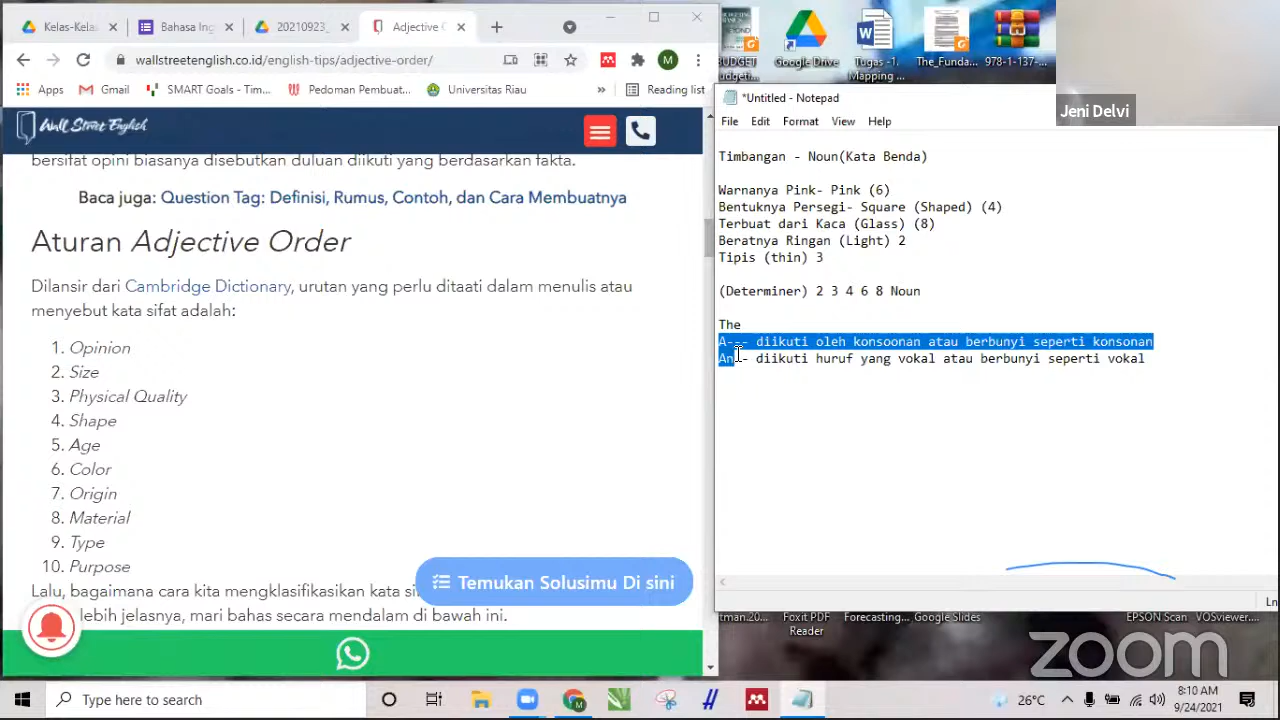 Kelas-Kelas
Bahasa Ing
20210923_
Adjective O
wallstreetenglish.co.id/english-tips/adjective-order/
M
Apps
Gmail
SMART Goals - Tim...
Pedoman Pembuat...
Universitas Riau
»
Reading list
Wall Street English
bersifat opini biasanya disebutkan duluan diikuti yang berdasarkan fakta.
Baca juga: Question Tag: Definisi, Rumus, Contoh, dan Cara Membuatnya
Aturan Adjective Order
Dilansir dari Cambridge Dictionary, urutan yang perlu ditaati dalam menulis atau
menyebut kata sifat adalah:
1. Opinion
2. Size
3. Physical Quality
4. Shape
5. Age
6. Color
7. Origin
8. Material
9. Type
10. Purpose
Temukan Solusimu Di sini
Lalu, bagaimana cara kita mengklasifikasikan kata si
lebih jelasnya, mari bahas secara mendalam di bawah ini.
BUDGET
Budgeti...
Google Drive
Tugas -1.
Mapping ...
The_Funda...
978-1-137-...
Jeni Delvi
*Untitled - Notepad
File Edit Format View Help
Timbangan - Noun(Kata Benda)
Warnanya Pink- Pink (6)
Bentuknya Persegi- Square (Shaped) (4)
Terbuat dari Kaca (Glass) (8)
Beratnya Ringan (Light) 2
Tipis (thin) 3
(Determiner) 2 3 4 6 8 Noun
The
A--- diikuti oleh konsoonan atau berbunyi seperti konsonan
An-- diikuti huruf yang vokal atau berbunyi seperti vokal
Ln
tman.20...
Foxit PDF
Reader
Forecasting...
Google Slides
EPSON Scan
VOSviewer....
zoom
Type here to search
26°C
8:10 AM
9/24/2021